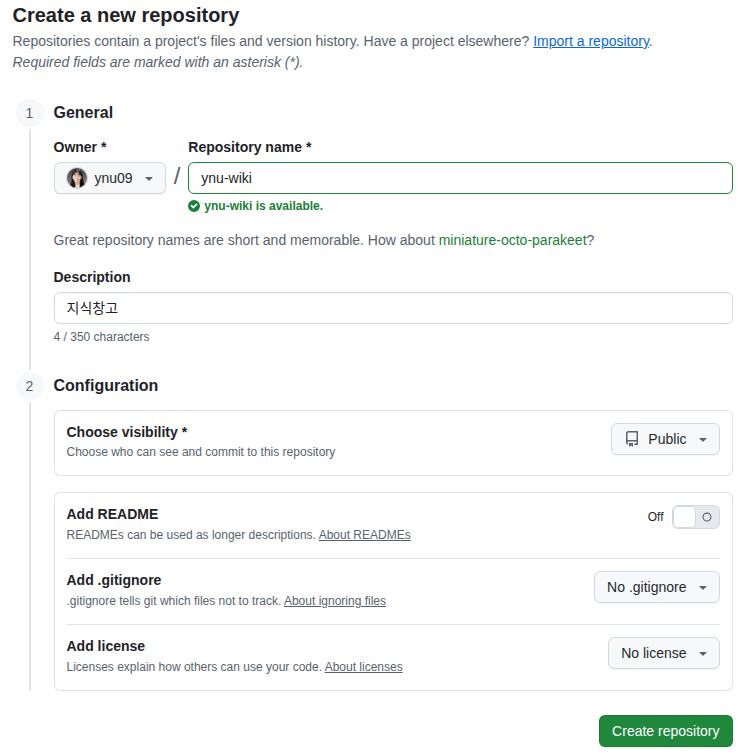 Create a new repository
Repositories contain a project's files and version history. Have a project elsewhere? Import a repository.
Required fields are marked with an asterisk (*).
1 General
Owner * Repository name *
ynu09 / ynu-wiki
ynu-wiki is available.
Great repository names are short and memorable. How about miniature-octo-parakeet?
Description
지식창고
4 / 350 characters
2 Configuration
Choose visibility * Public
Choose who can see and commit to this repository
Add README Off
READMEs can be used as longer descriptions. About READMEs
Add .gitignore No .gitignore
.gitignore tells git which files not to track. About ignoring files
Add license No license
Licenses explain how others can use your code. About licenses
Create repository